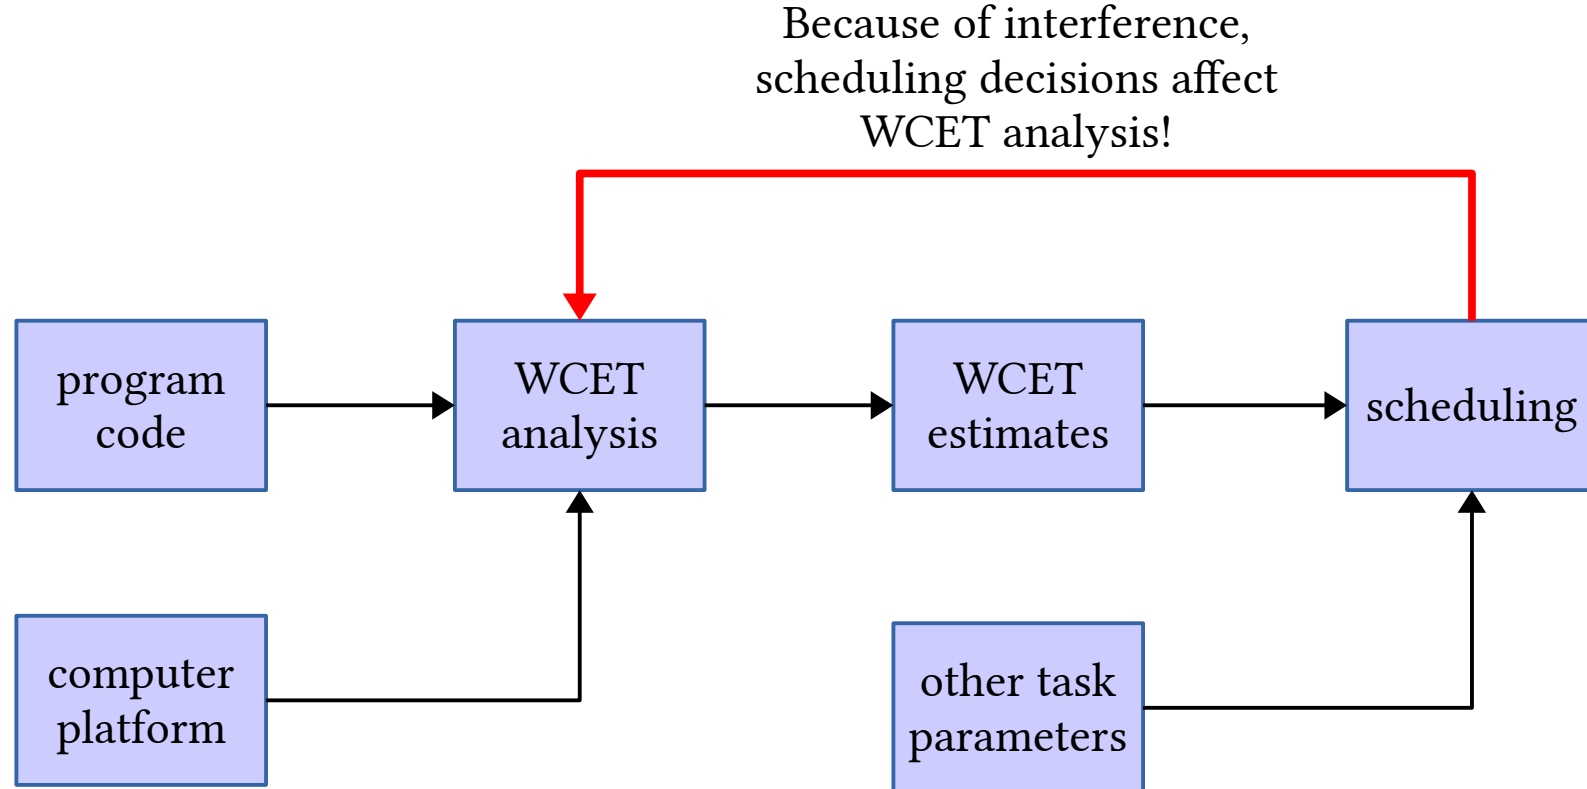 Because of interference,
scheduling decisions affect
WCET analysis!
program
code
WCET
analysis
WCET
estimates
scheduling
computer
platform
other task
parameters